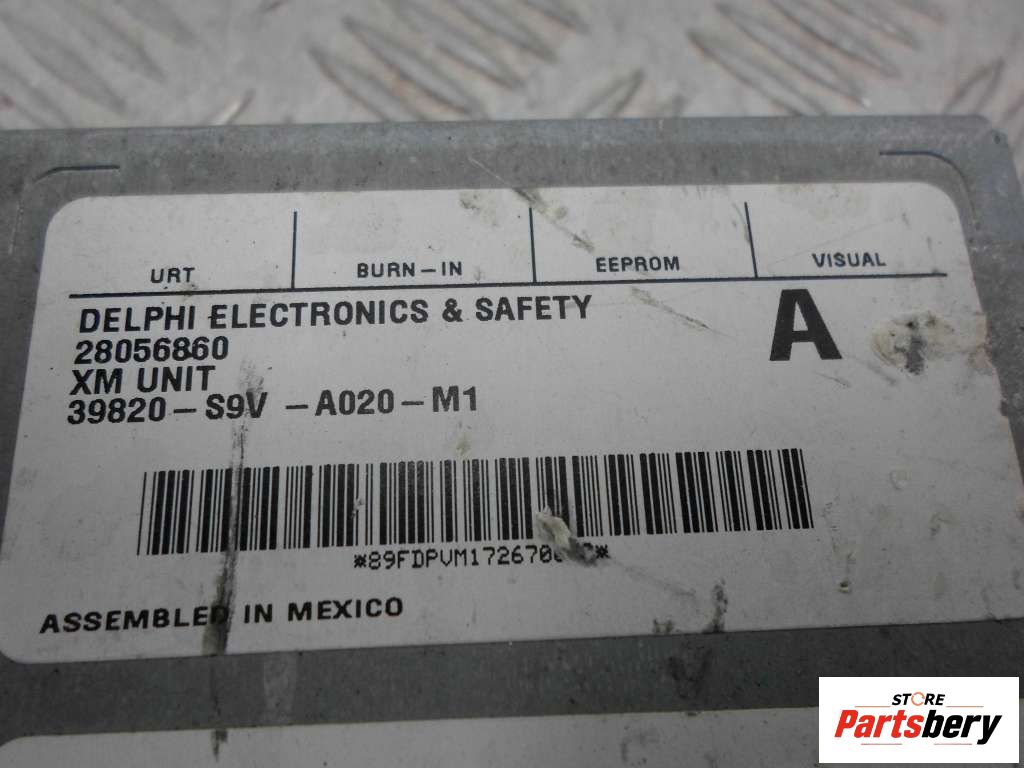 URT BURN-IN EEPROM VISUAL
DELPHI ELECTRONICS & SAFETY A
28056860
XM UNIT
39820-S9V -A020-M1
ASSEMBLED IN MEXICO
STORE
Partsbery